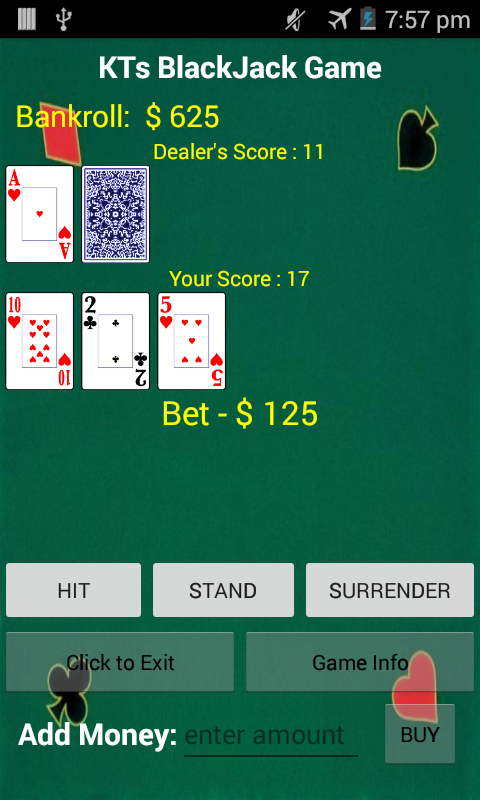 7:57 pm
KTs BlackJack Game
Bankroll: $ 625
Dealer's Score : 11
A
A
Your Score : 17
10 2 5
10 2 5
Bet - $ 125
HIT STAND SURRENDER
Click to Exit Game Info
Add Money: enter amount BUY